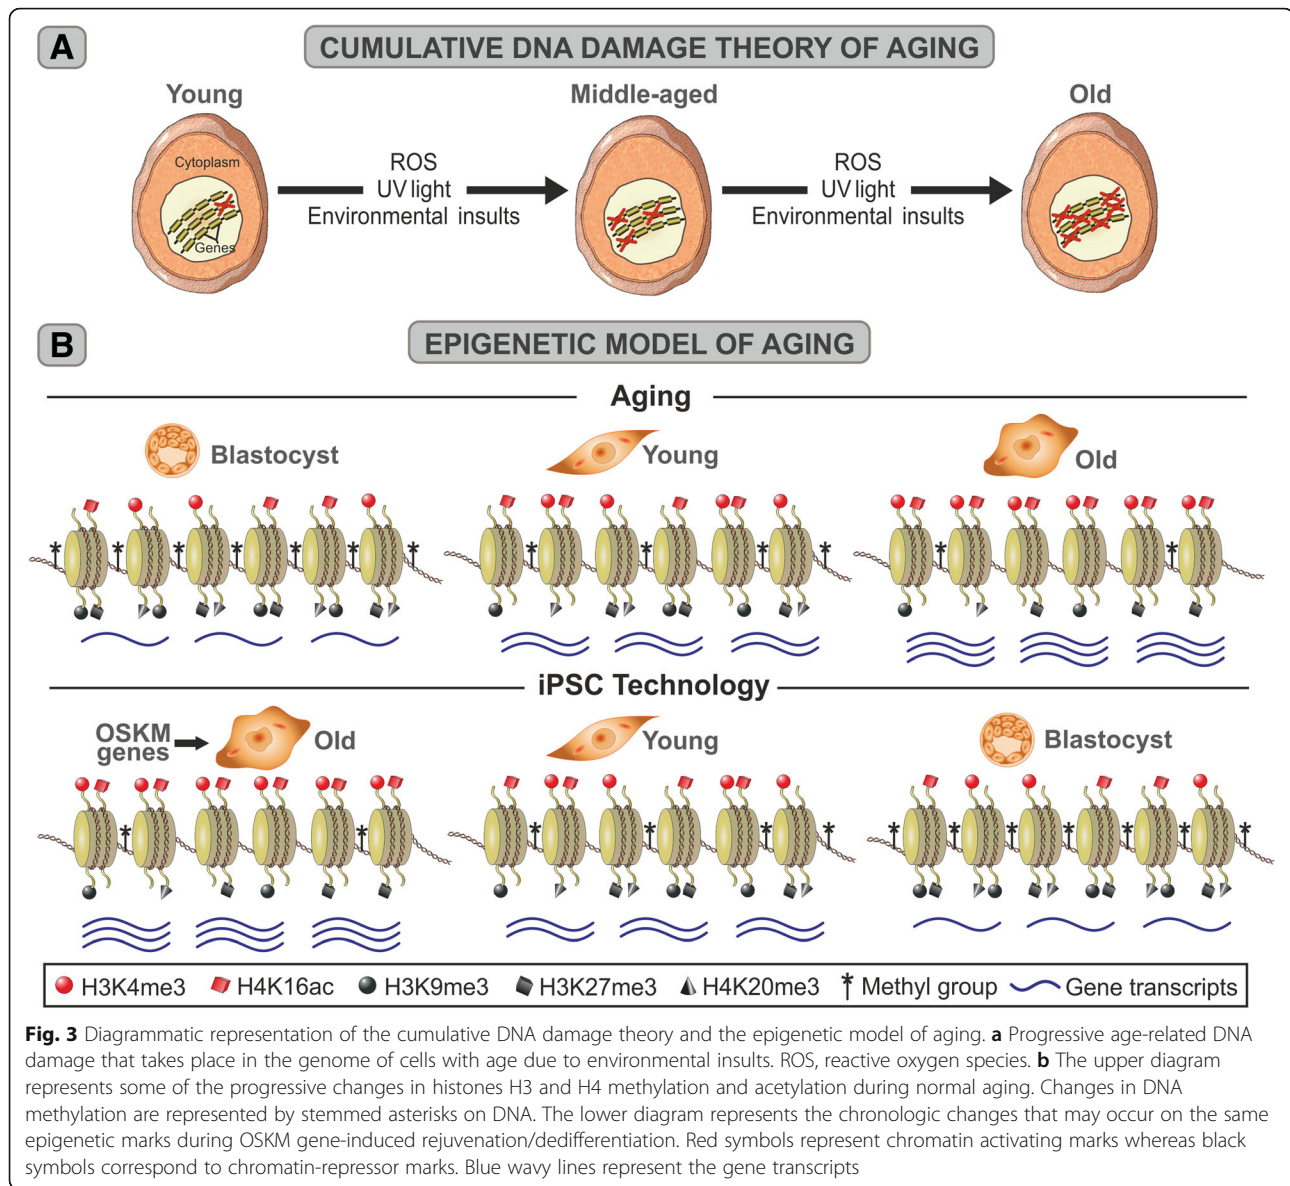 A
CUMULATIVE DNA DAMAGE THEORY OF AGING
Young
Middle-aged
Old
Cytoplasm
Genes
ROS
UV light
Environmental insults
ROS
UV light
Environmental insults
B
EPIGENETIC MODEL OF AGING
Aging
Blastocyst
Young
Old
iPSC Technology
OSKM
genes
Old
Young
Blastocyst
H3K4me3 H4K16ac H3K9me3 H3K27me3 H4K20me3 Methyl group Gene transcripts
Fig. 3 Diagrammatic representation of the cumulative DNA damage theory and the epigenetic model of aging. a Progressive age-related DNA
damage that takes place in the genome of cells with age due to environmental insults. ROS, reactive oxygen species. b The upper diagram
represents some of the progressive changes in histones H3 and H4 methylation and acetylation during normal aging. Changes in DNA
methylation are represented by stemmed asterisks on DNA. The lower diagram represents the chronologic changes that may occur on the same
epigenetic marks during OSKM gene-induced rejuvenation/dedifferentiation. Red symbols represent chromatin activating marks whereas black
symbols correspond to chromatin-repressor marks. Blue wavy lines represent the gene transcripts